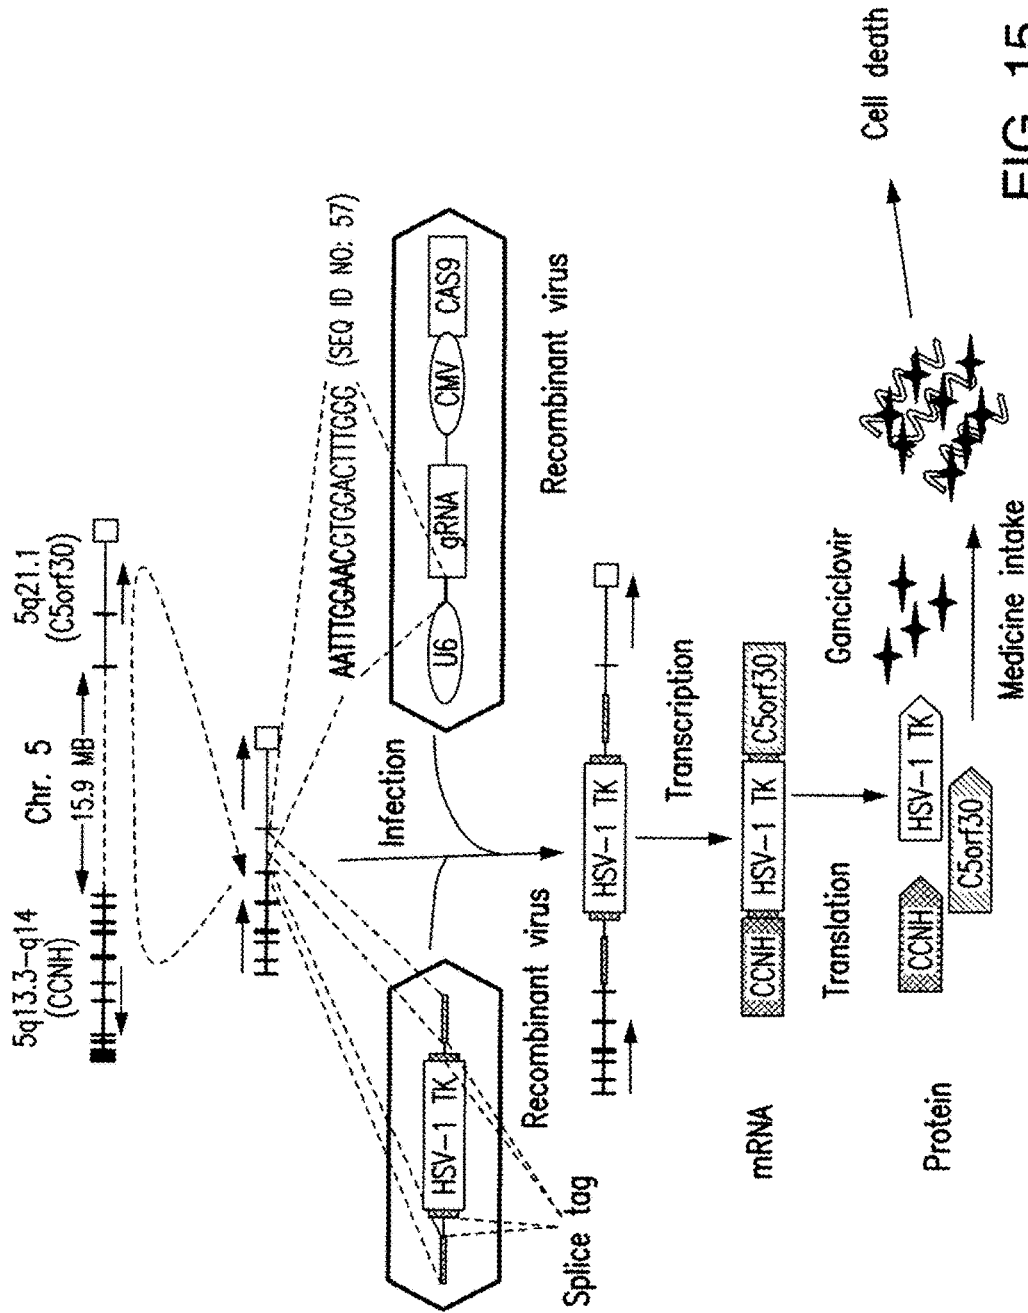 5q13.3-q14
(CCNH)
Chr. 5
15.9 MB
5q21.1
(C5orf30)
AATTTGGAACGTGGACTTTGGG (SEQ ID NO: 57)
HSV-1 TK
Infection
U6
gRNA
CMV
CAS9
Splice tag
Recombinant virus
Recombinant virus
HSV-1 TK
Transcription
mRNA
CCNH
HSV-1 TK
C5orf30
Translation
Ganciclovir
Protein
CCNH
HSV-1 TK
C5orf30
Medicine intake
Cell death
FIG. 15